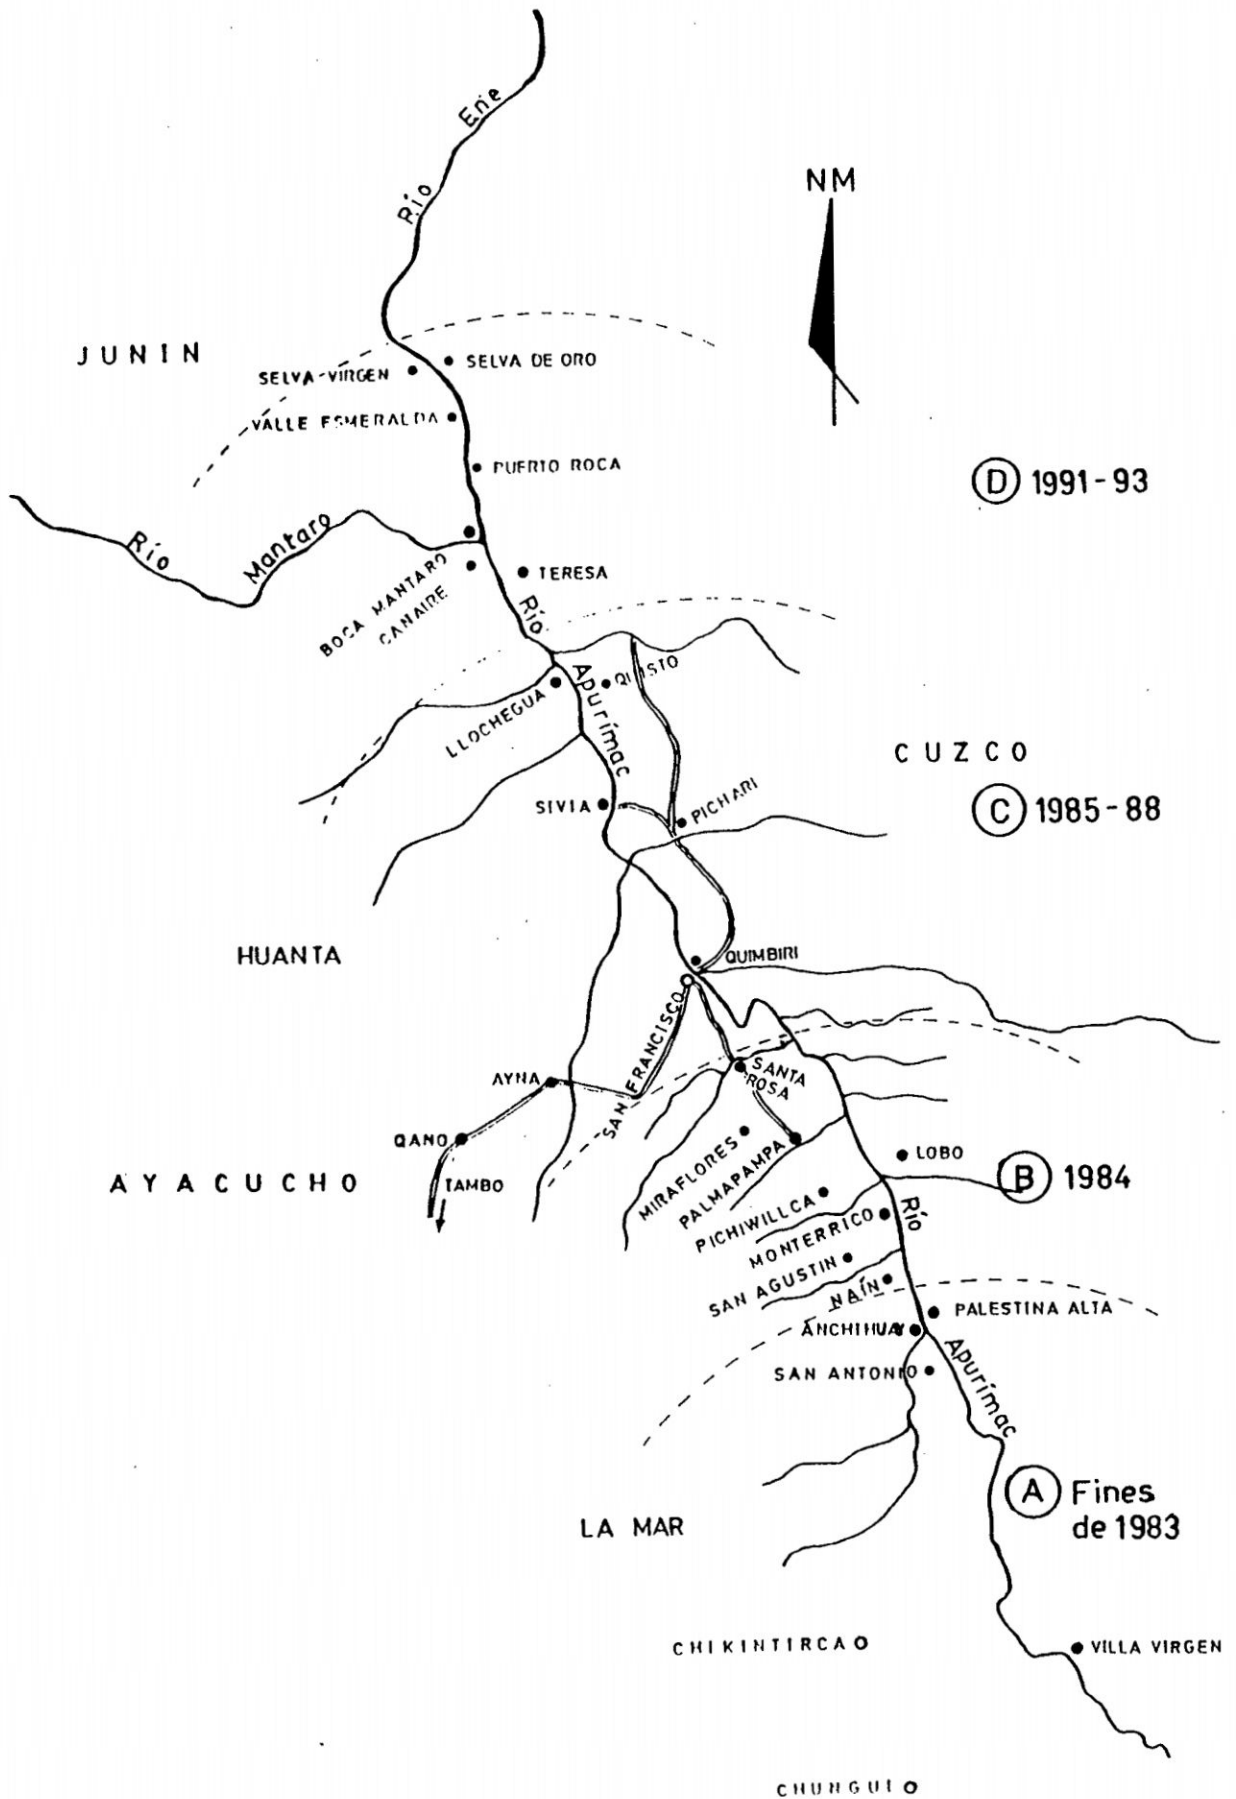 Río Ene
NM
JUNIN
SELVA DE ORO
SELVA-VIRGEN
VALLE ESMERALDA
PUERTO ROCA
D 1991-93
Río Mantaro
BOCA MANTARO
CANAIRE
TERESA
Río Apurímac
QUISTO
LLOCHEGUA
CUZCO
SIVIA
PICHARI
C 1985-88
HUANTA
QUIMBIRI
SAN FRANCISCO
AYNA
SANTA
ROSA
QANO
TAMBO
MIRAFLORES
PALMAPAMPA
LOBO
B 1984
AYACUCHO
PICHIWILLCA
MONTERRICO
Río Apurímac
SAN AGUSTIN
NAÍN
PALESTINA ALTA
ANCHIHUAY
SAN ANTONIO
A Fines
de 1983
LA MAR
CHIKINTIRCA
VILLA VIRGEN
CHUNGUI